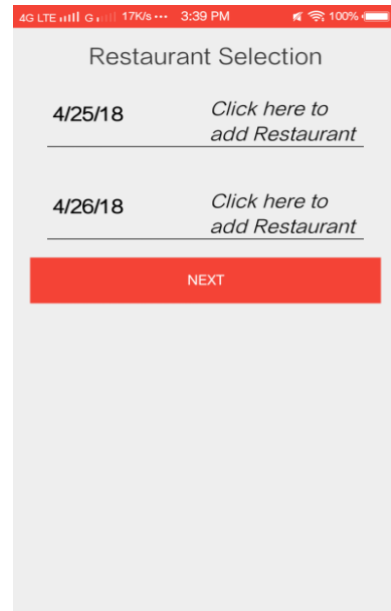 4G LTE G 17K/s ••• 3:39 PM 100%
Restaurant Selection
4/25/18 Click here to
add Restaurant
4/26/18 Click here to
add Restaurant
NEXT